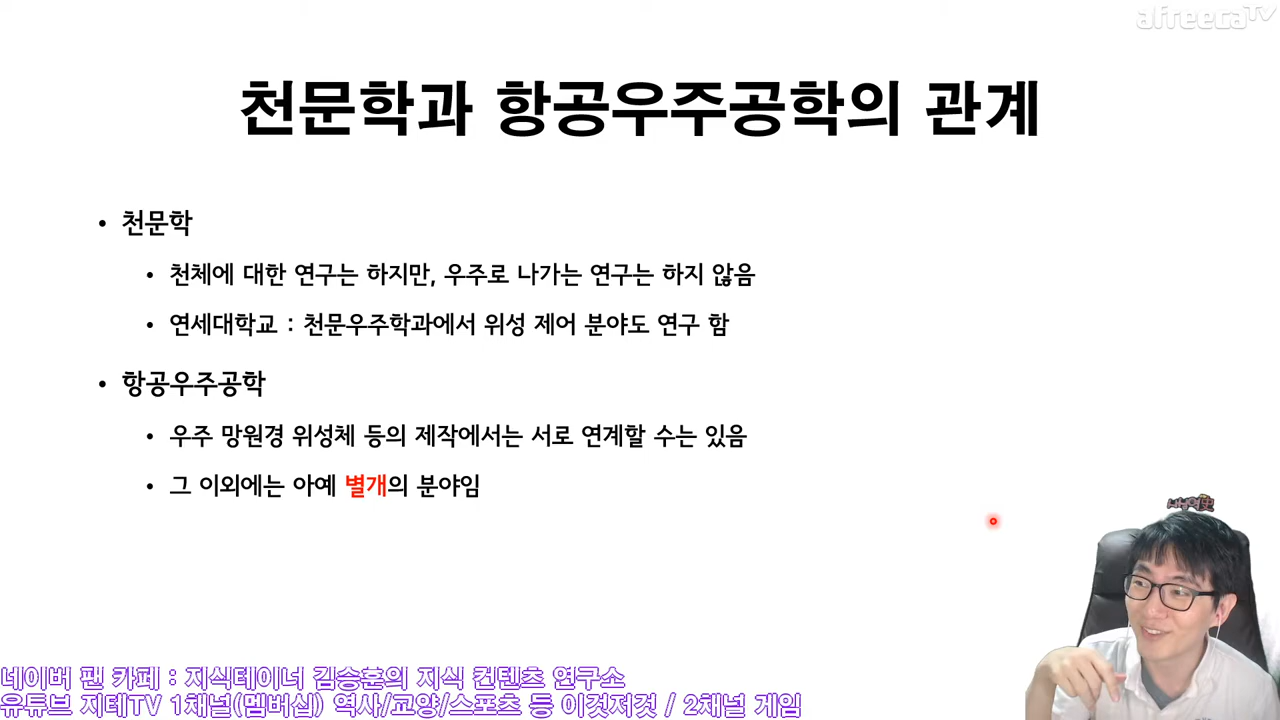 afreecaTV
천문학과 항공우주공학의 관계
• 천문학
• 천체에 대한 연구는 하지만, 우주로 나가는 연구는 하지 않음
• 연세대학교 : 천문우주학과에서 위성 제어 분야도 연구 함
• 항공우주공학
• 우주 망원경 위성체 등의 제작에서는 서로 연계할 수는 있음
• 그 이외에는 아예 별개의 분야임
네이버 팬 카페 : 지식테이너 김승훈의 지식 컨텐츠 연구소
유튜브 지테TV 1채널(멤버십) 역사/교양/스포츠 등 이것저것 / 2채널 게임